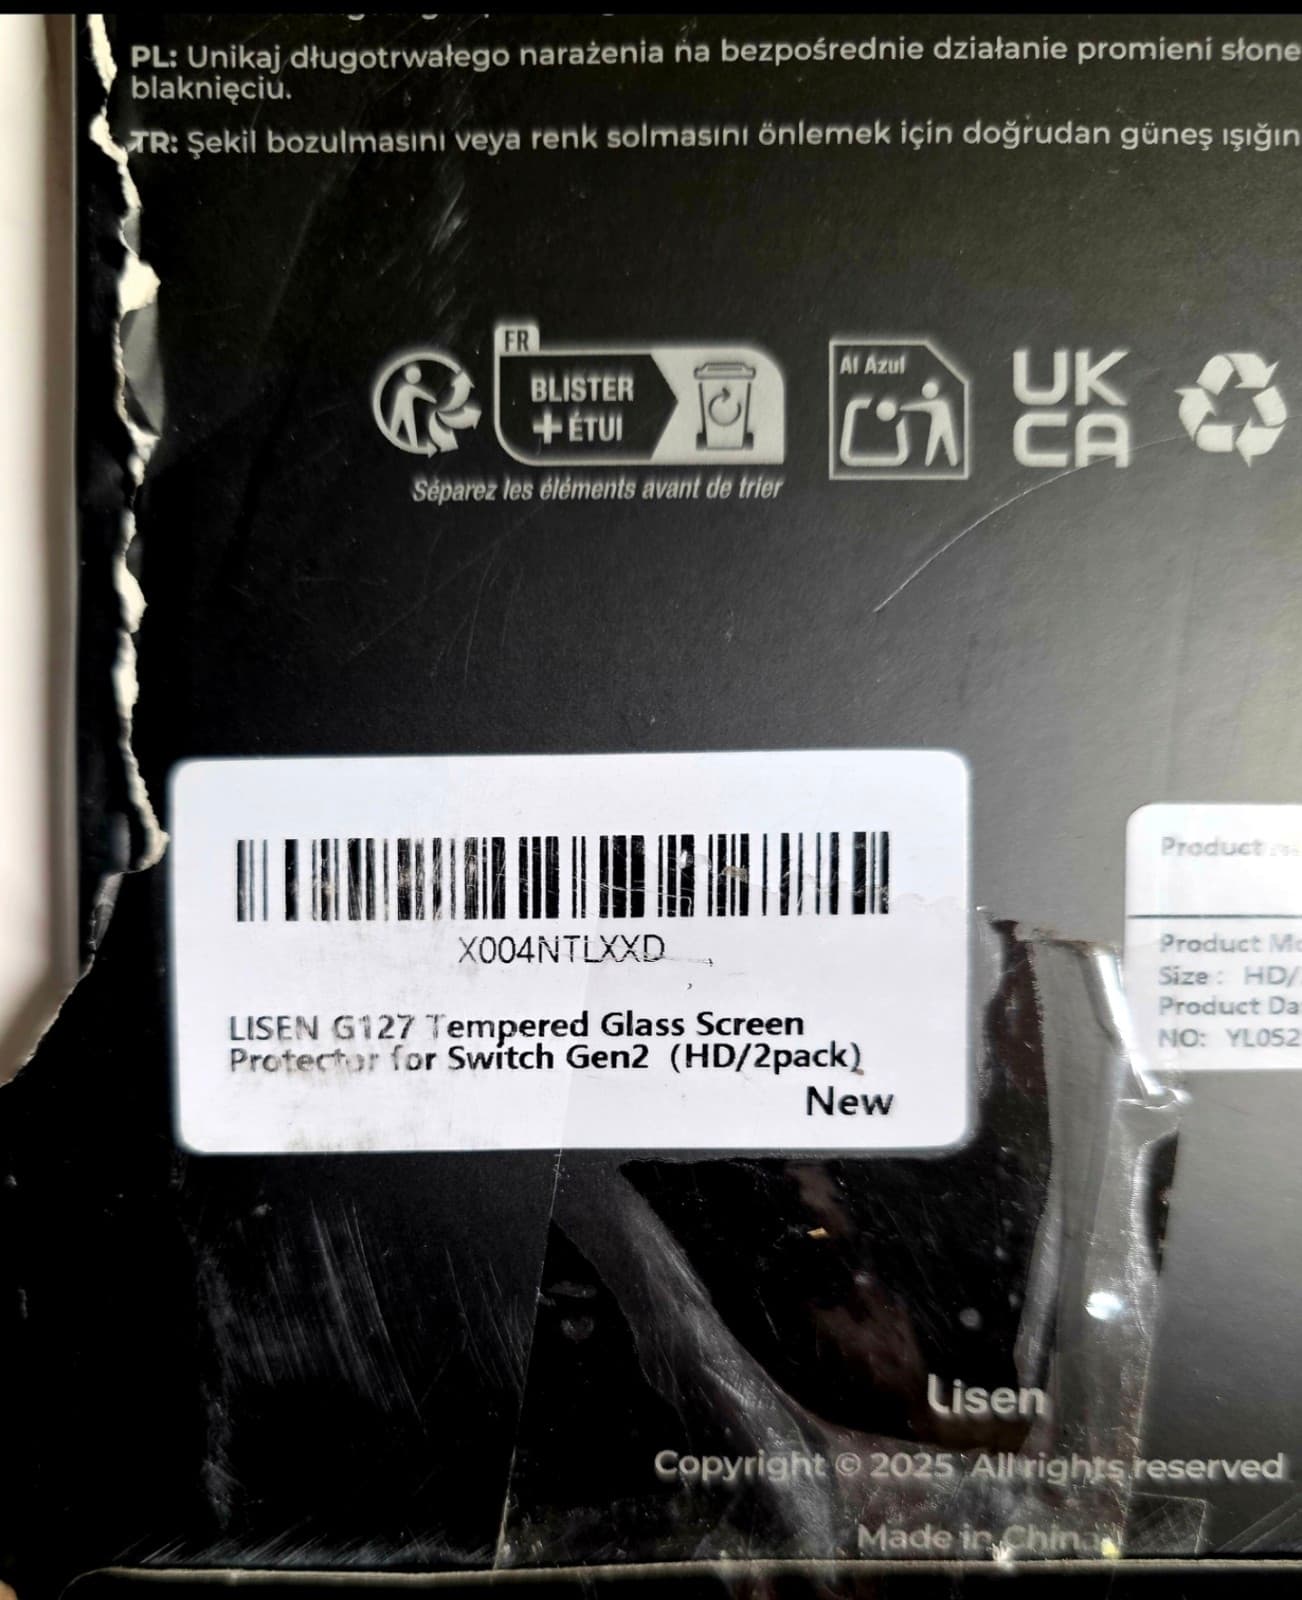 PL: Unikaj długotrwałego narażenia na bezpośrednie działanie promieni słone
blaknięciu.
TR: Şekil bozulmasını veya renk solmasını önlemek için doğrudan güneş ışığın
FR
BLISTER
+ ÉTUI
Séparez les éléments avant de trier
Al Azul
UK
CA
X004NTLXXD
LISEN G127 Tempered Glass Screen
Protector for Switch Gen2 (HD/2pack)
New
Product
Product Mo
Size : HD/
Product Da
NO: YL052
Lisen
Copyright © 2025 All rights reserved
Made in China